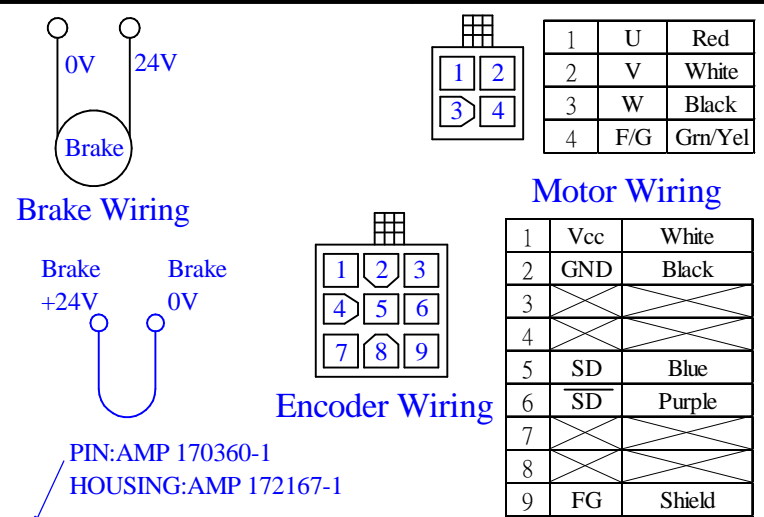 0V 24V
Brake
Brake Wiring
1 2
3 4
1 U Red
2 V White
3 W Black
4 F/G Grn/Yel
Motor Wiring
Brake Brake
+24V 0V
1 2 3
4 5 6
7 8 9
Encoder Wiring
1 Vcc White
2 GND Black
3
4
5 SD Blue
6 S̅D̅ Purple
7
8
9 FG Shield
PIN:AMP 170360-1
HOUSING:AMP 172167-1